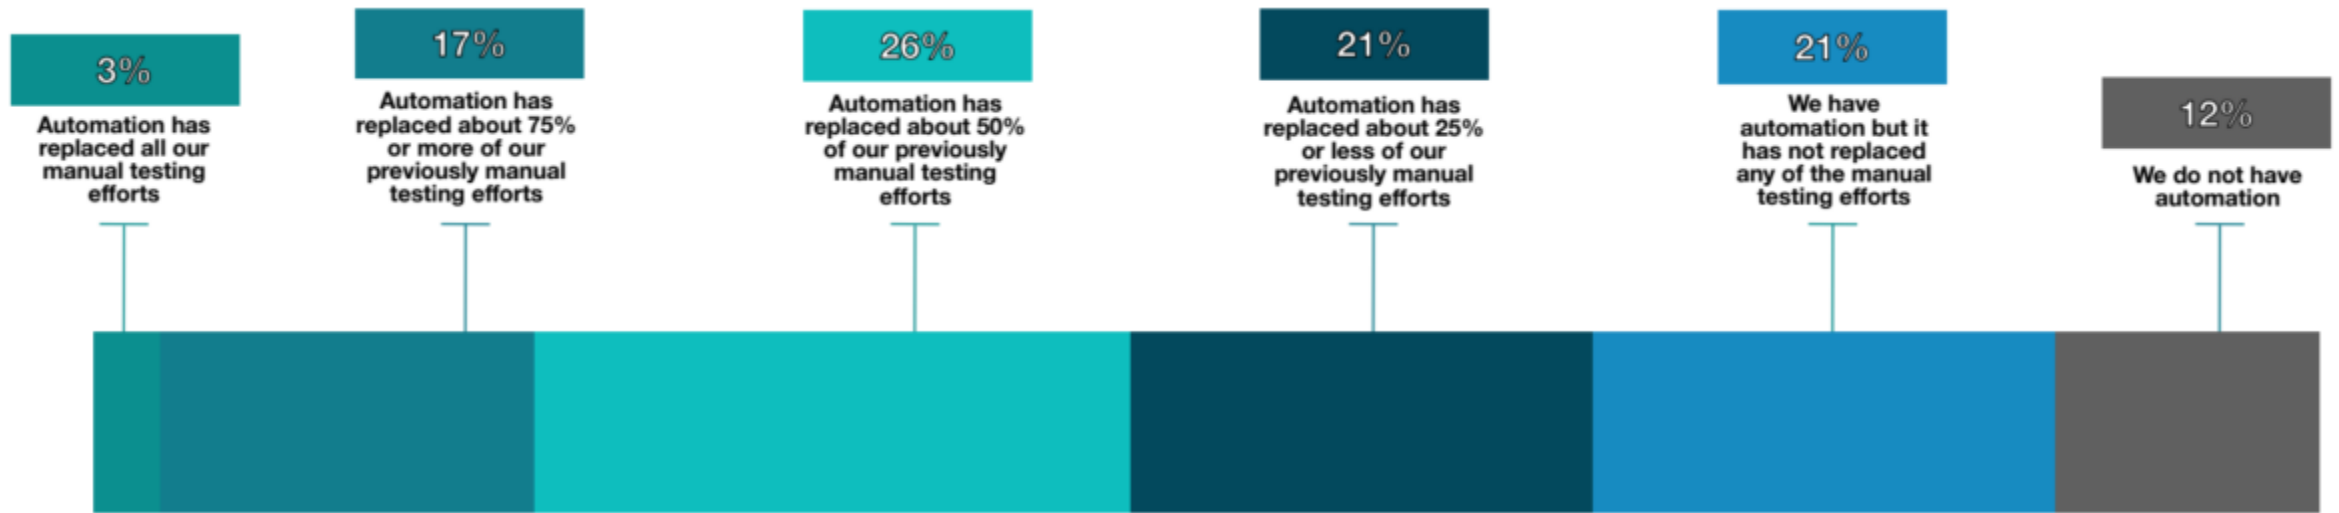 3%
Automation has
replaced all our
manual testing
efforts
17%
Automation has
replaced about 75%
or more of our
previously manual
testing efforts
26%
Automation has
replaced about 50%
of our previously
manual testing
efforts
21%
Automation has
replaced about 25%
or less of our
previously manual
testing efforts
21%
We have
automation but it
has not replaced
any of the manual
testing efforts
12%
We do not have
automation